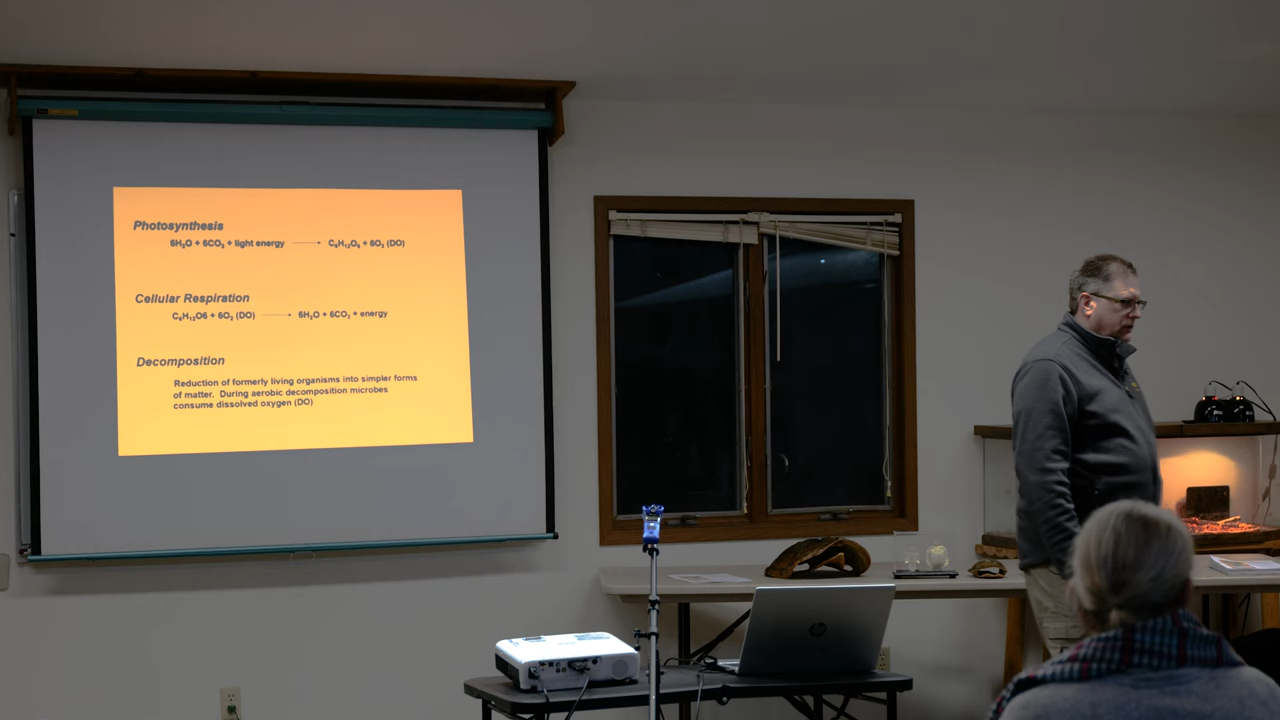 Photosynthesis
6H₂O + 6CO₂ + light energy → C₆H₁₂O₆ + 6O₂ (DO)
Cellular Respiration
C₆H₁₂O6 + 6O₂ (DO) → 6H₂O + 6CO₂ + energy
Decomposition
Reduction of formerly living organisms into simpler forms
of matter. During aerobic decomposition microbes
consume dissolved oxygen (DO)
hp